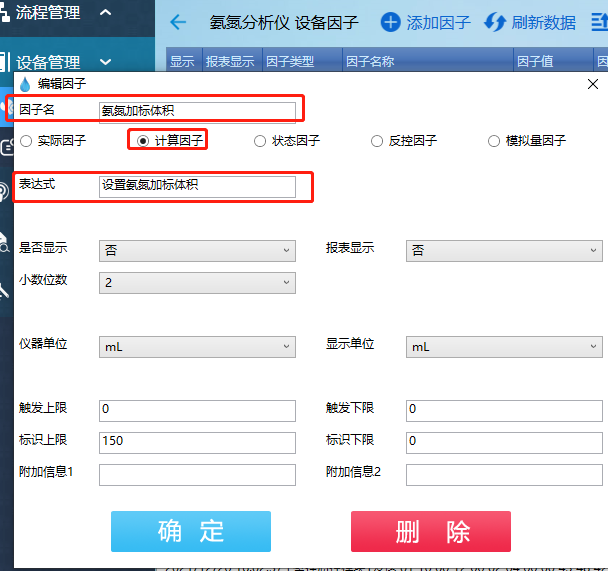 流程管理
氨氮分析仪 设备因子
添加因子
刷新数据
设备管理
显示 报表显示 因子类型 因子名称 因子值
编辑因子
因子名 氨氮加标体积
实际因子 计算因子 状态因子 反控因子 模拟量因子
表达式 设置氨氮加标体积
是否显示 否 报表显示 否
小数位数 2
仪器单位 mL 显示单位 mL
触发上限 0 触发下限 0
标识上限 150 标识下限 0
附加信息1 附加信息2
确 定 删 除